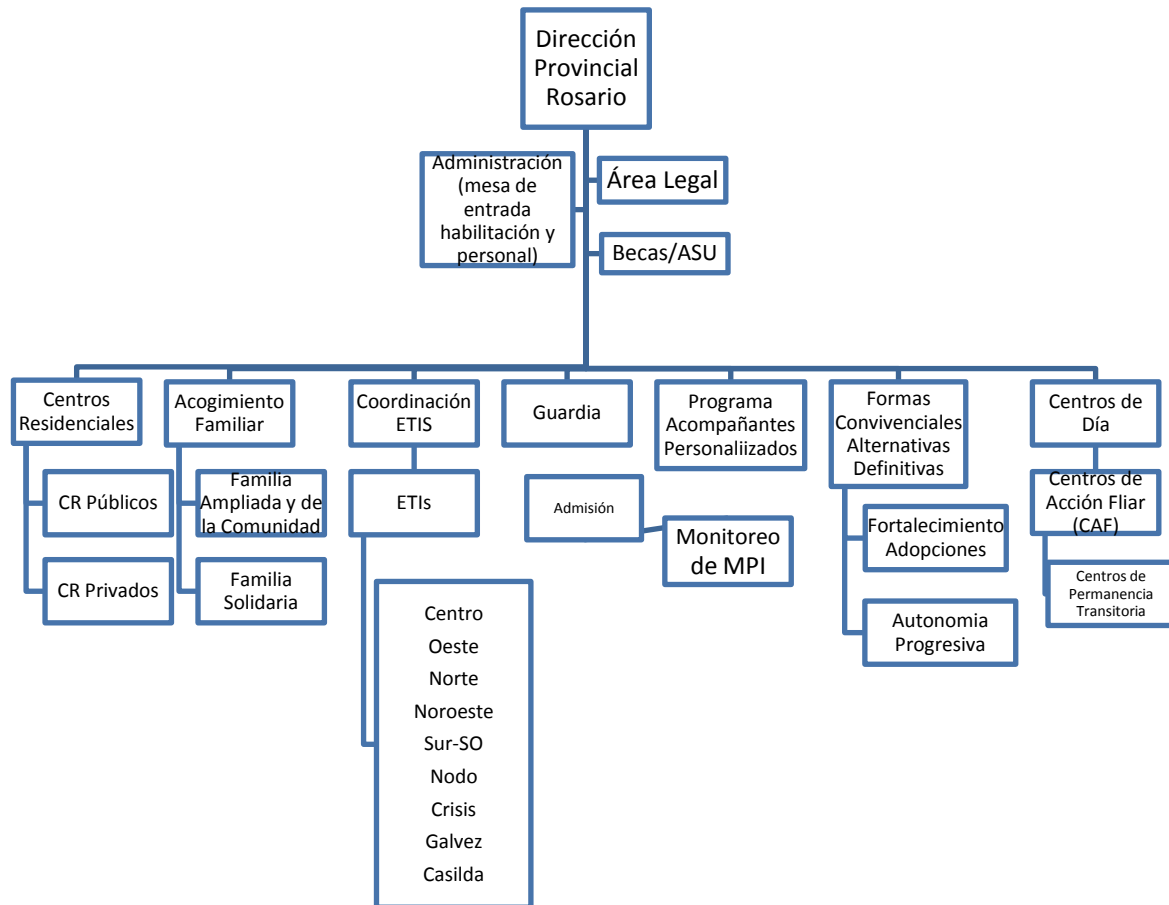 Dirección
Provincial
Rosario
Administración
(mesa de
entrada
habilitación y
personal)
Área Legal
Becas/ASU
Centros
Residenciales
CR Públicos
CR Privados
Acogimiento
Familiar
Familia
Ampliada y de
la Comunidad
Familia
Solidaria
Coordinación
ETIS
ETIs
Centro
Oeste
Norte
Noroeste
Sur-SO
Nodo
Crisis
Galvez
Casilda
Guardia
Admisión
Monitoreo
de MPI
Programa
Acompañantes
Personaliizados
Formas
Convivenciales
Alternativas
Definitivas
Fortalecimiento
Adopciones
Autonomia
Progresiva
Centros de
Día
Centros de
Acción Fliar
(CAF)
Centros de
Permanencia
Transitoria